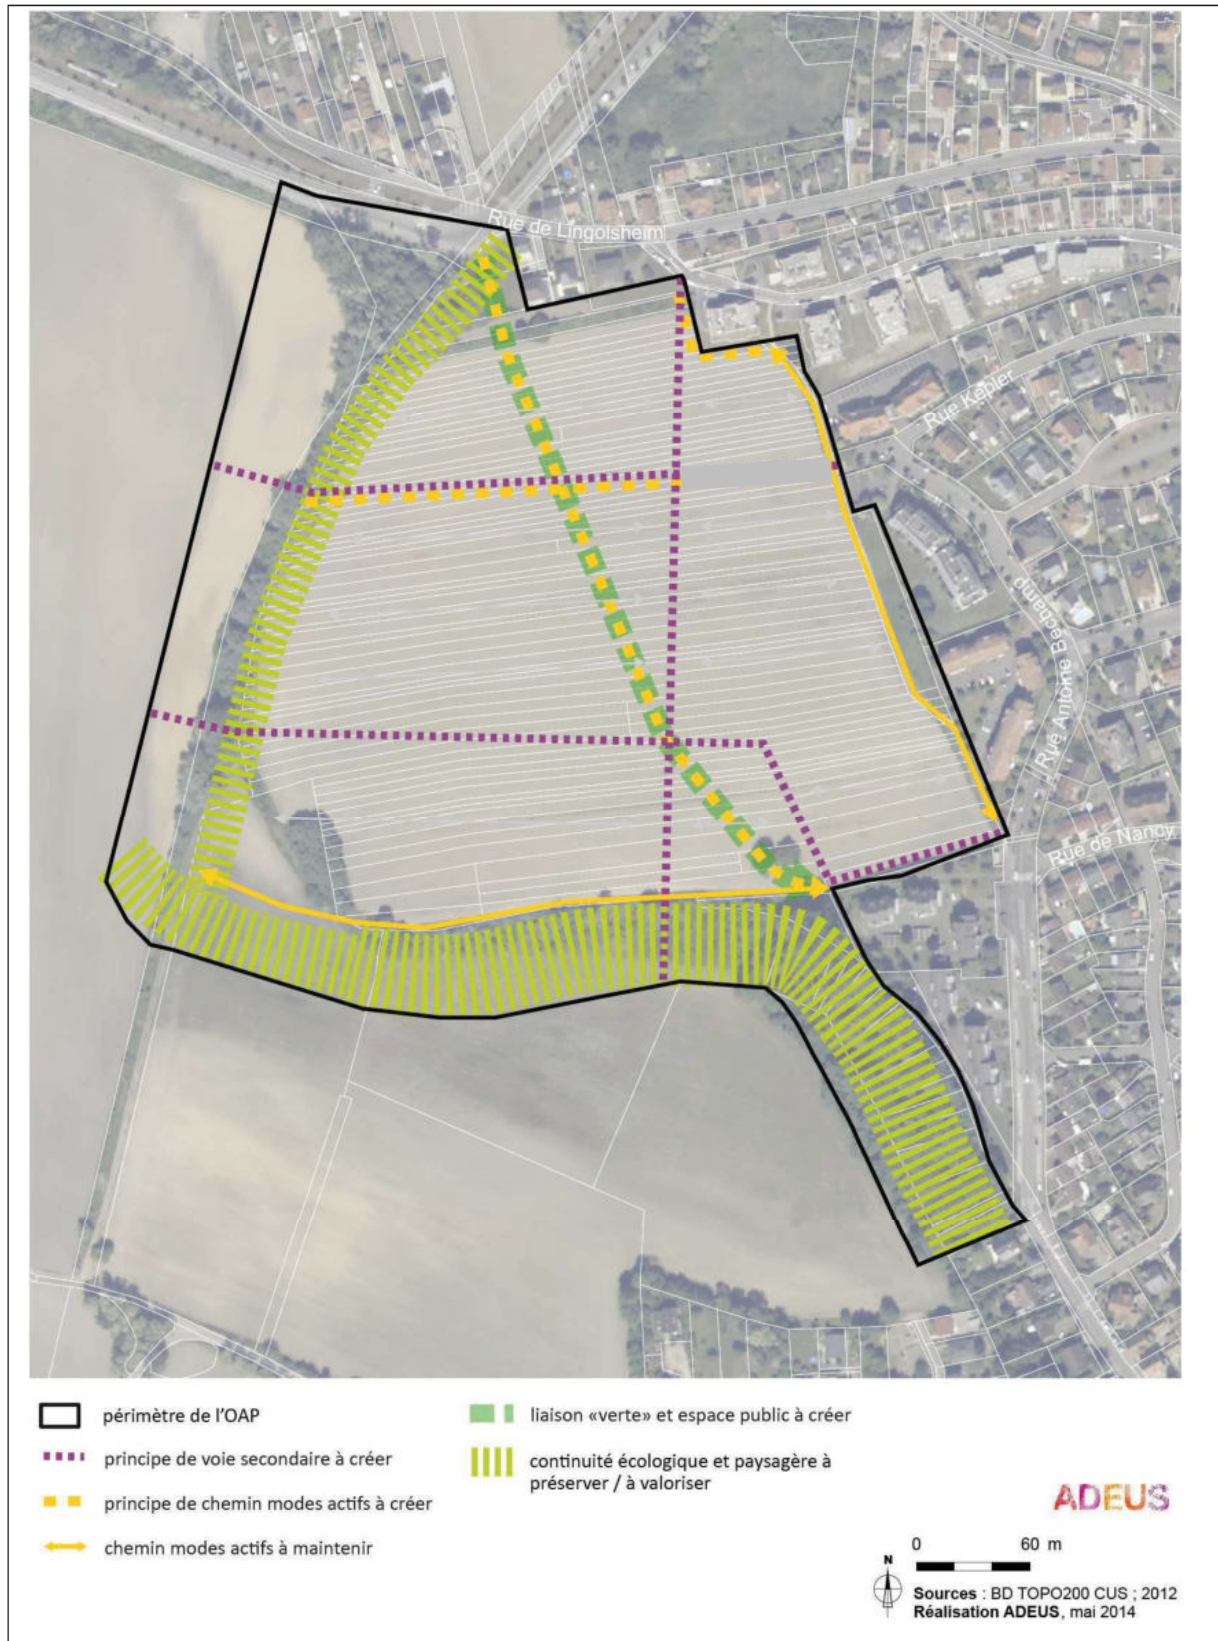 Rue de Lingolsheim
Rue Kepler
Rue Antoine Bechamp
Rue de Nancy
périmètre de l'OAP
principe de voie secondaire à créer
principe de chemin modes actifs à créer
chemin modes actifs à maintenir
liaison «verte» et espace public à créer
continuité écologique et paysagère à
préserver / à valoriser
ADEUS
0 60 m
N
Sources : BD TOPO200 CUS ; 2012
Réalisation ADEUS, mai 2014